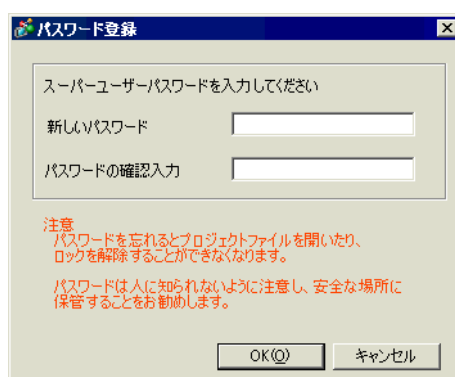 パスワード登録
スーパーユーザーパスワードを入力してください
新しいパスワード
パスワードの確認入力
注意
パスワードを忘れるとプロジェクトファイルを開いたり、
ロックを解除することができなくなります。
パスワードは人に知られないように注意し、安全な場所に
保管することをお勧めします。
OK(O)
キャンセル